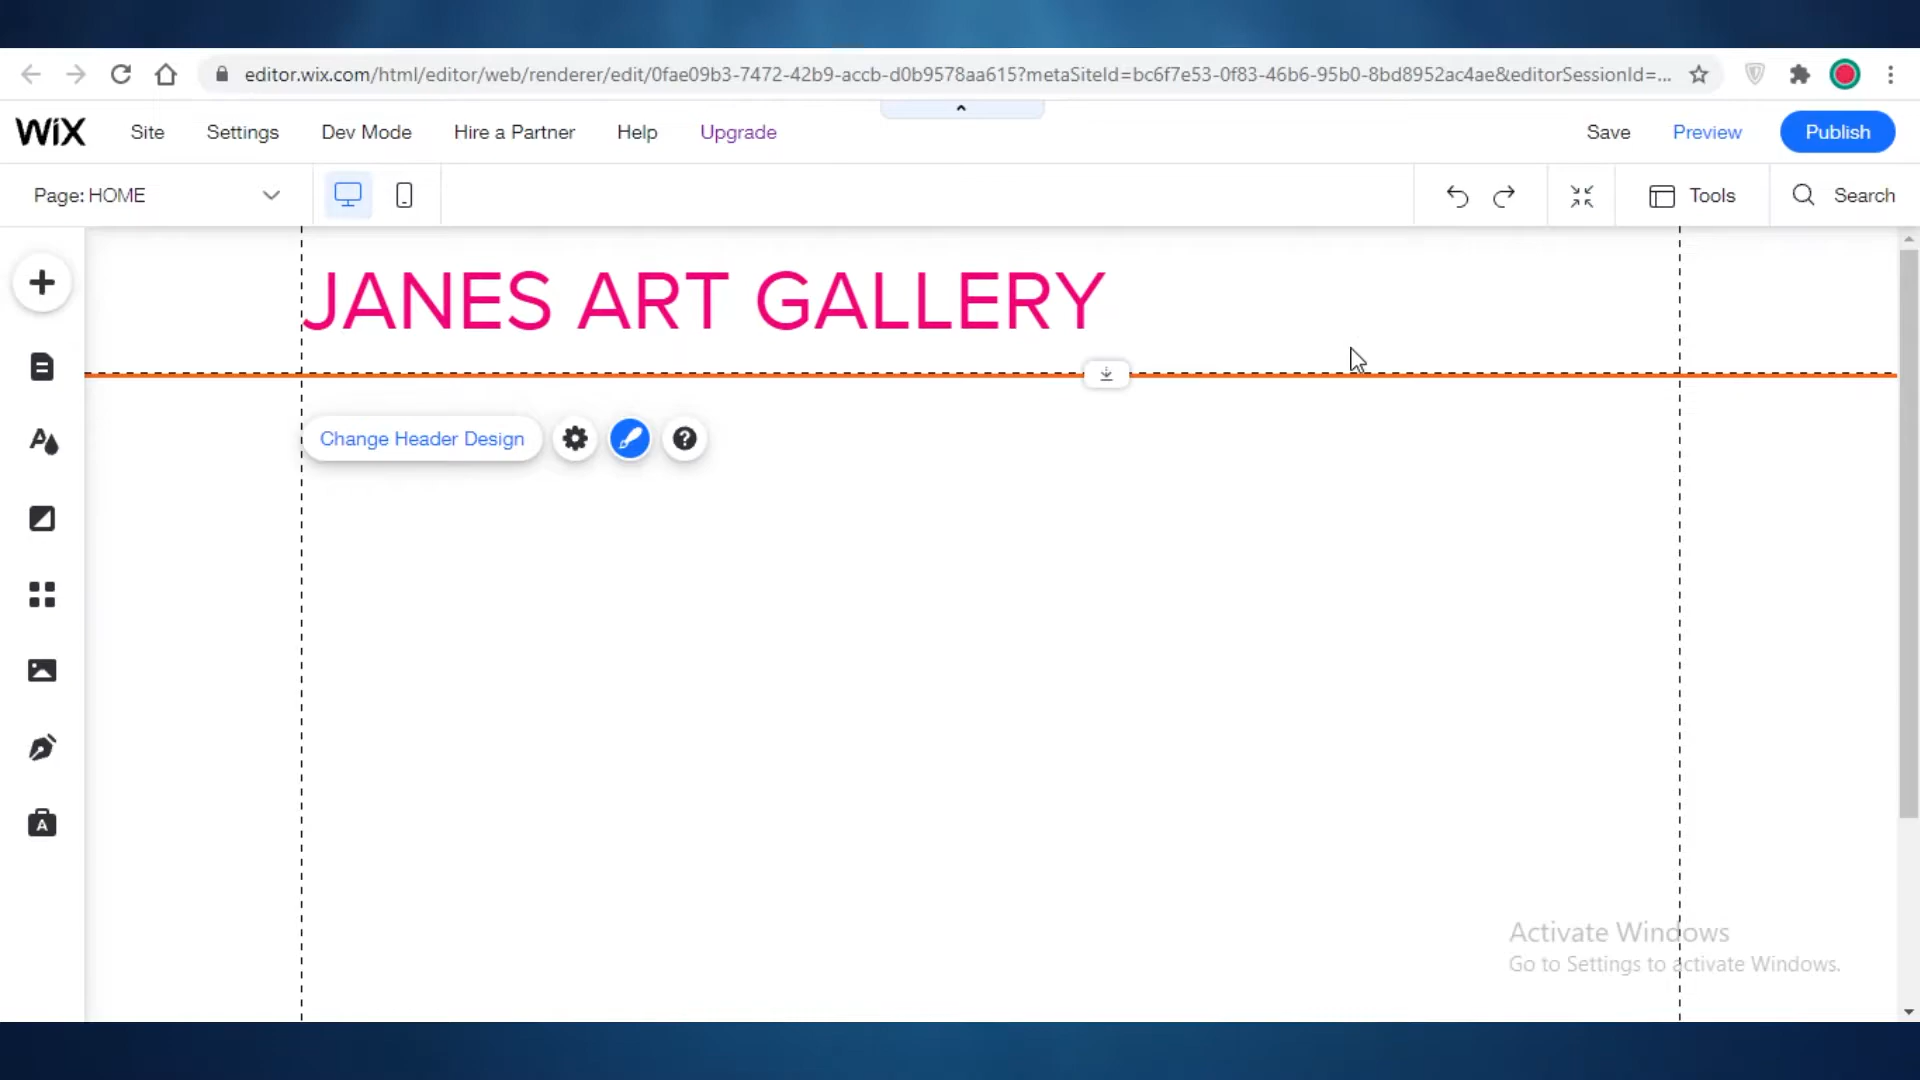 editor.wix.com/html/editor/web/renderer/edit/0fae09b3-7472-42b9-accb-d0b9578aa615?metaSiteId=bc6f7e53-0f83-46b6-95b0-8bd8952ac4ae&editorSessionId=...
WiX Site Settings Dev Mode Hire a Partner Help Upgrade Save Preview Publish
Page: HOME Tools Search
JANES ART GALLERY
Change Header Design
Activate Windows
Go to Settings to activate Windows.